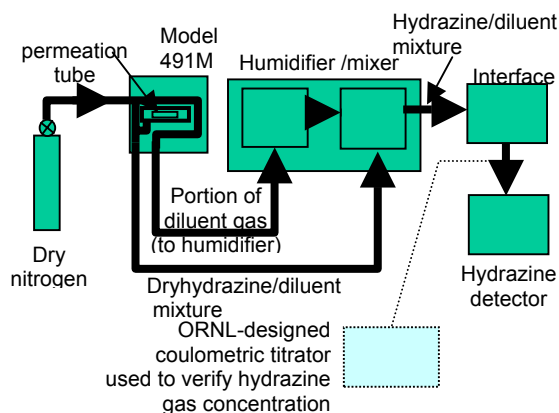 permeation
tube
Model
491M
Humidifier /mixer
Hydrazine/diluent
mixture
Interface
Dry
nitrogen
Portion of
diluent gas
(to humidifier)
Dryhydrazine/diluent
mixture
Hydrazine
detector
ORNL-designed
coulometric titrator
used to verify hydrazine
gas concentration